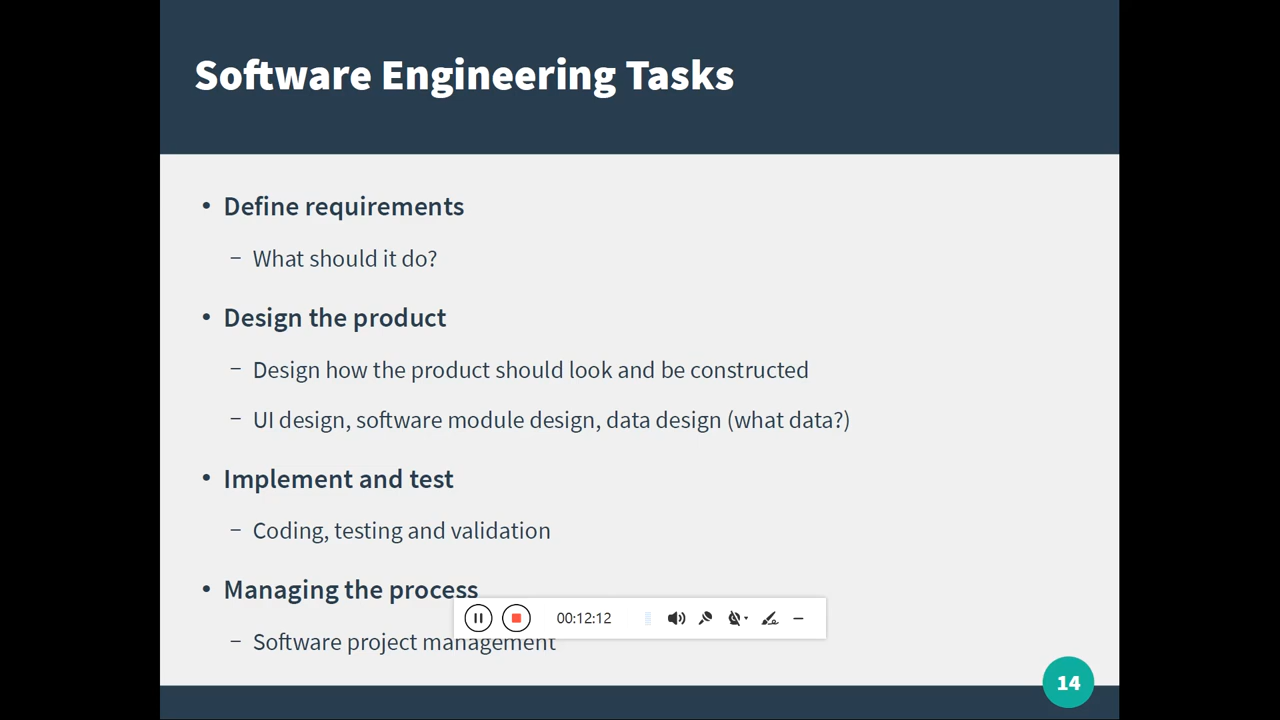 Software Engineering Tasks
• Define requirements
– What should it do?
• Design the product
– Design how the product should look and be constructed
– UI design, software module design, data design (what data?)
• Implement and test
– Coding, testing and validation
• Managing the process
00:12:12
– Software project management
14